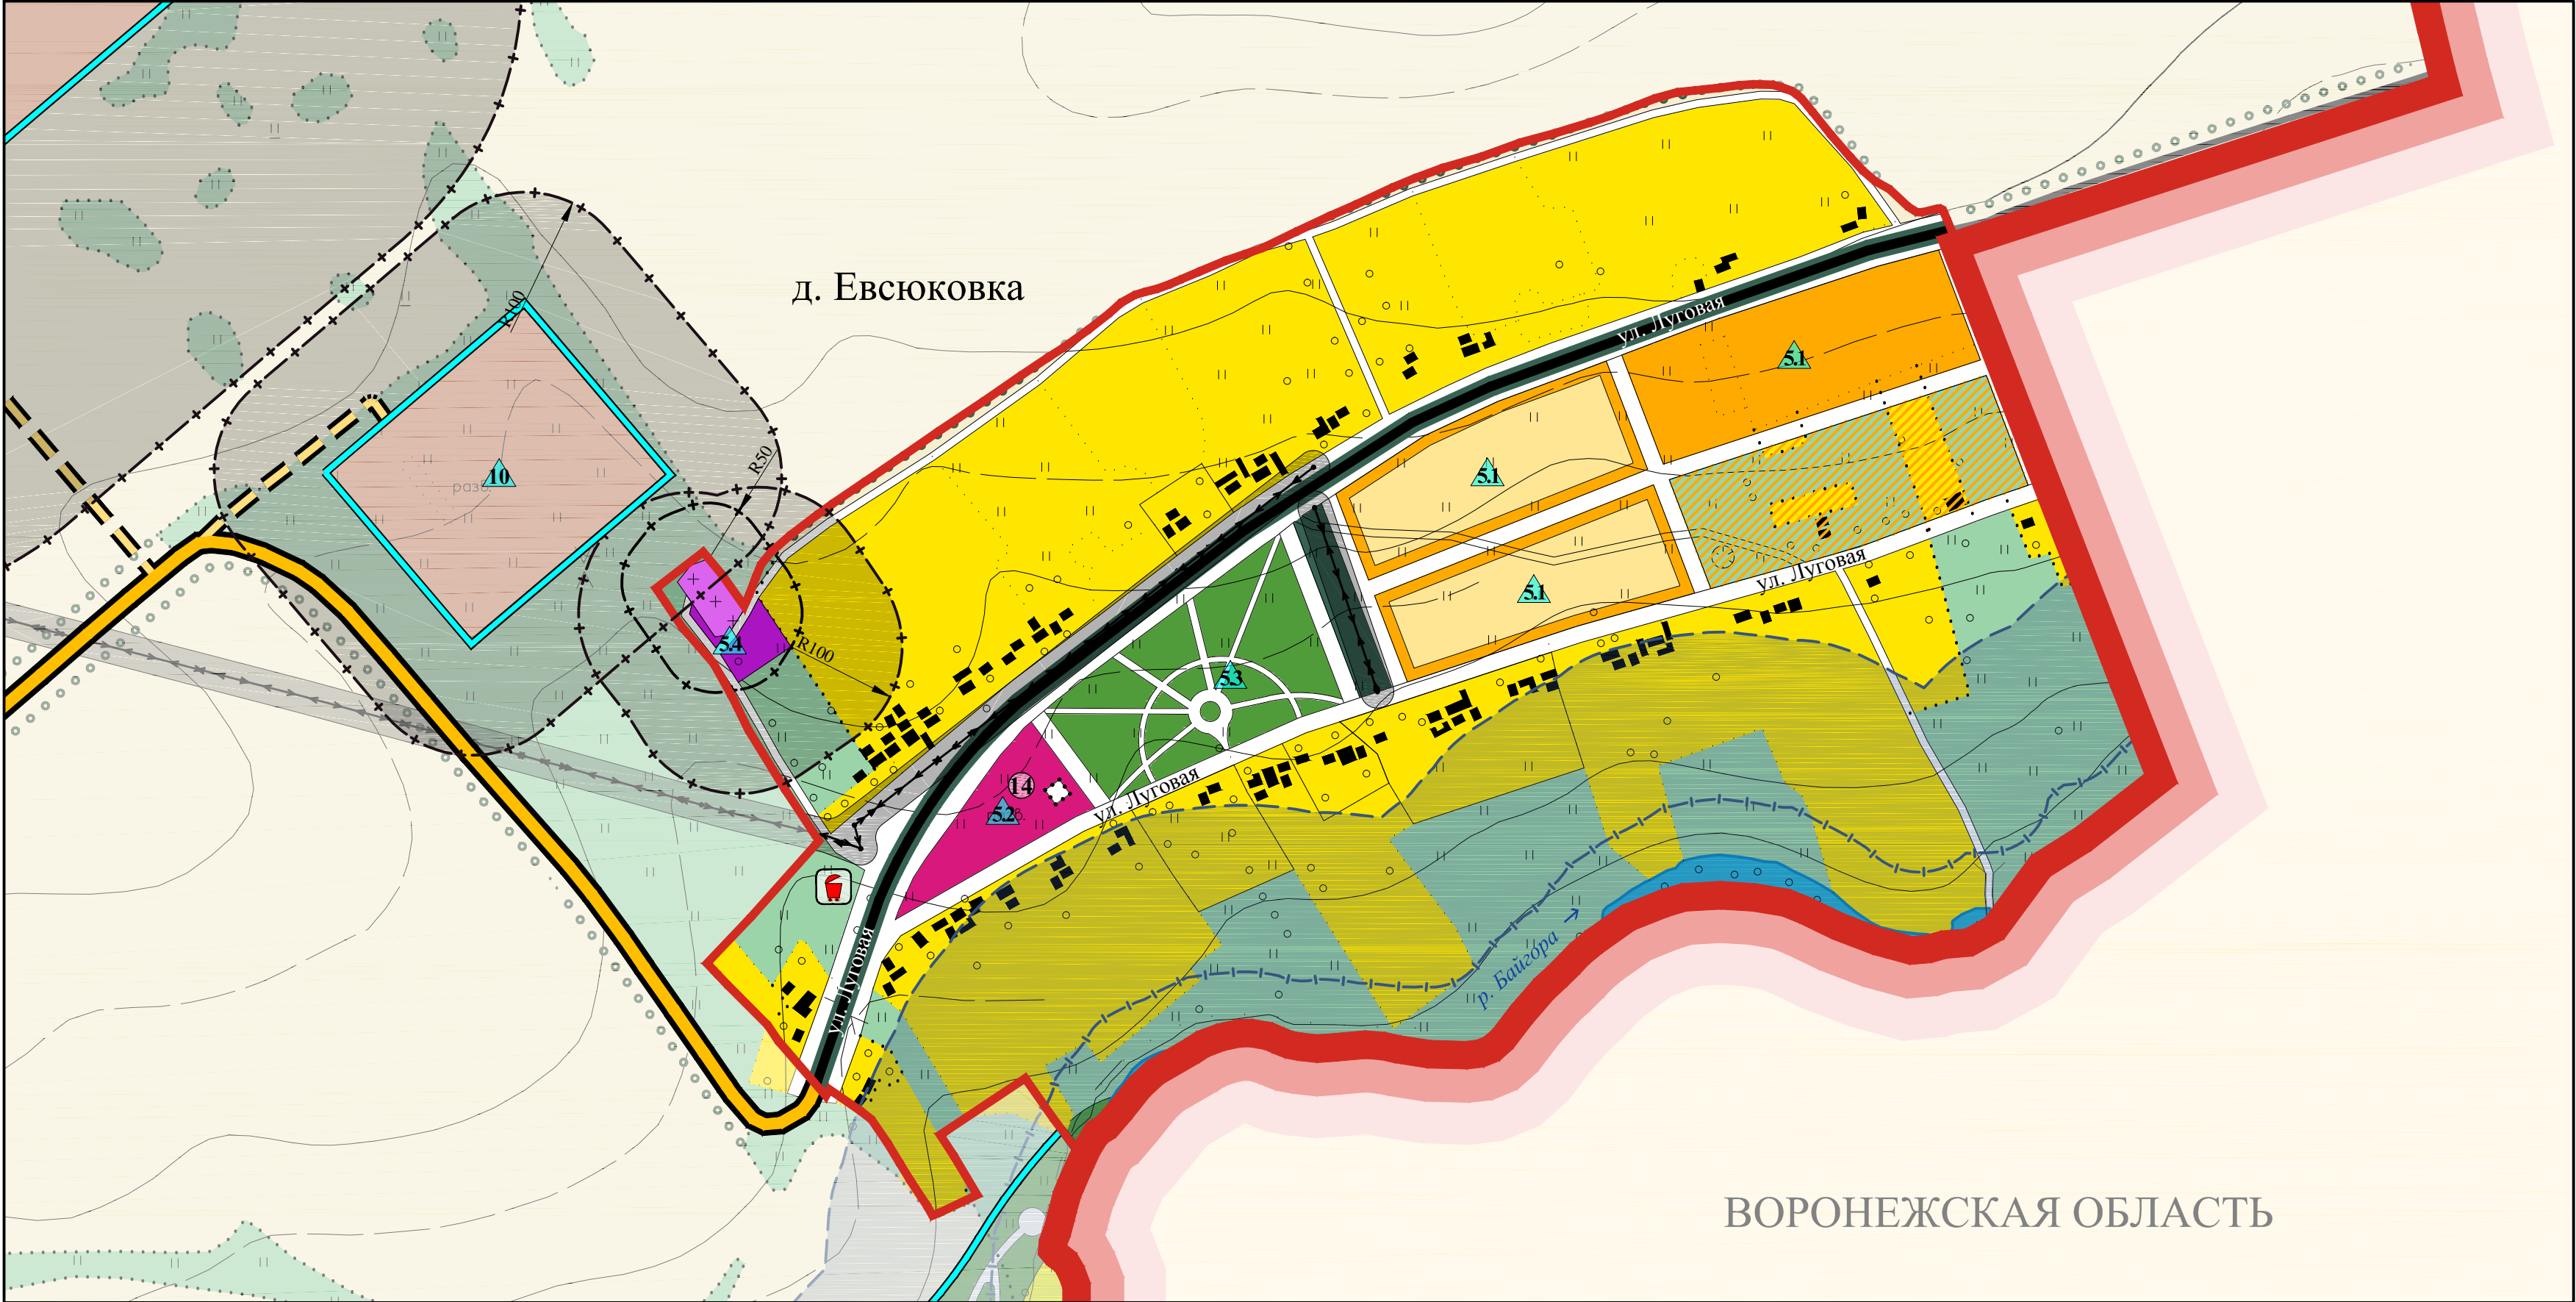 R100
д. Евсюковка
ул. Луговая
5.1
R50
10
разв.
5.1
5.1
ул. Луговая
5.4
R100
5.3
14
5.2
ул. Луговая
ул. Луговая
р. Байгора
ВОРОНЕЖСКАЯ ОБЛАСТЬ